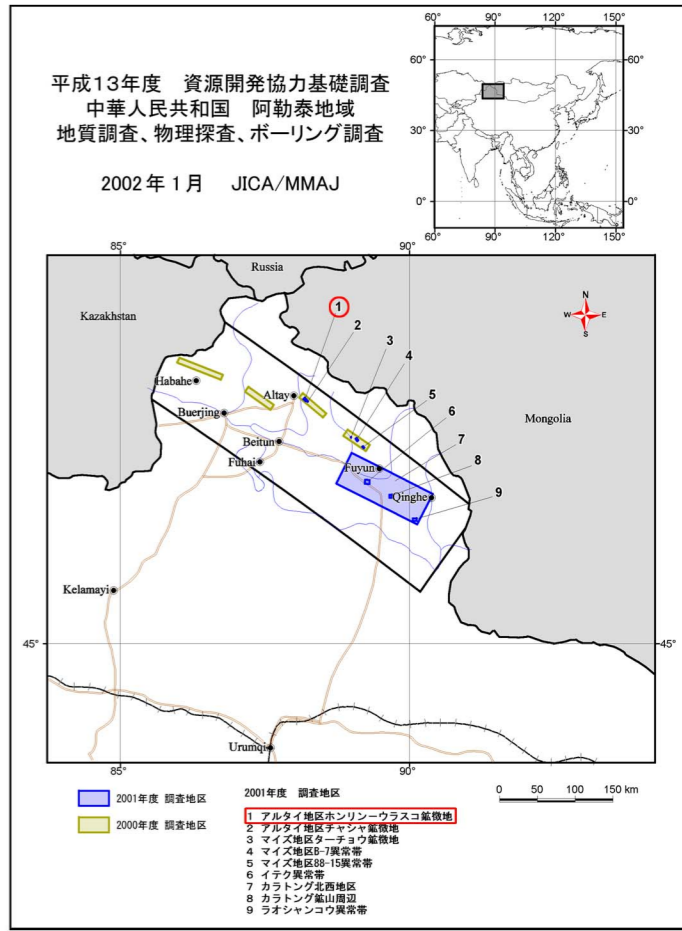 平成13年度　資源開発協力基礎調査
中華人民共和国　阿勒泰地域
地質調査、物理探査、ボーリング調査
2002年1月　JICA/MMAJ
60° 90° 120° 150°
60° 60°
30° 30°
0° 0°
60° 90° 120° 150°
85° 90°
Russia
Kazakhstan
1
2
3
4
5
6
7
8
9
N
W E
S
Habahe
Altay
Buerjing
Mongolia
Beitun
Fuhai
Fuyun
Qinghe
Kelamayi
45° 45°
Urumqi
85° 90°
2001年度 調査地区
2000年度 調査地区
0 50 100 150 km
2001年度　調査地区
1 アルタイ地区ホンリンーウラスコ鉱徴地
2 アルタイ地区チャシャ鉱徴地
3 マイズ地区ターチョウ鉱徴地
4 マイズ地区B-7異常帯
5 マイズ地区88-15異常帯
6 イテク異常帯
7 カラトング北西地区
8 カラトング鉱山周辺
9 ラオシャンコウ異常帯